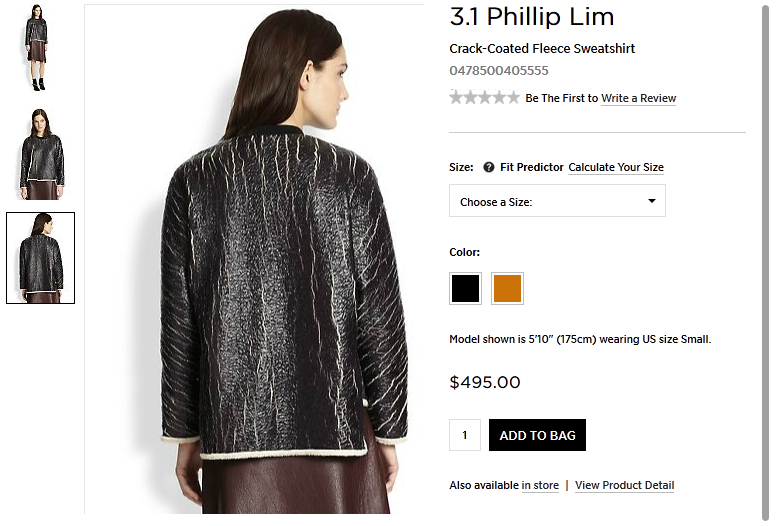 3.1 Phillip Lim
Crack-Coated Fleece Sweatshirt
0478500405555
Be The First to Write a Review
Size: ? Fit Predictor Calculate Your Size
Choose a Size:
Color:
Model shown is 5'10" (175cm) wearing US size Small.
$495.00
1 ADD TO BAG
Also available in store | View Product Detail